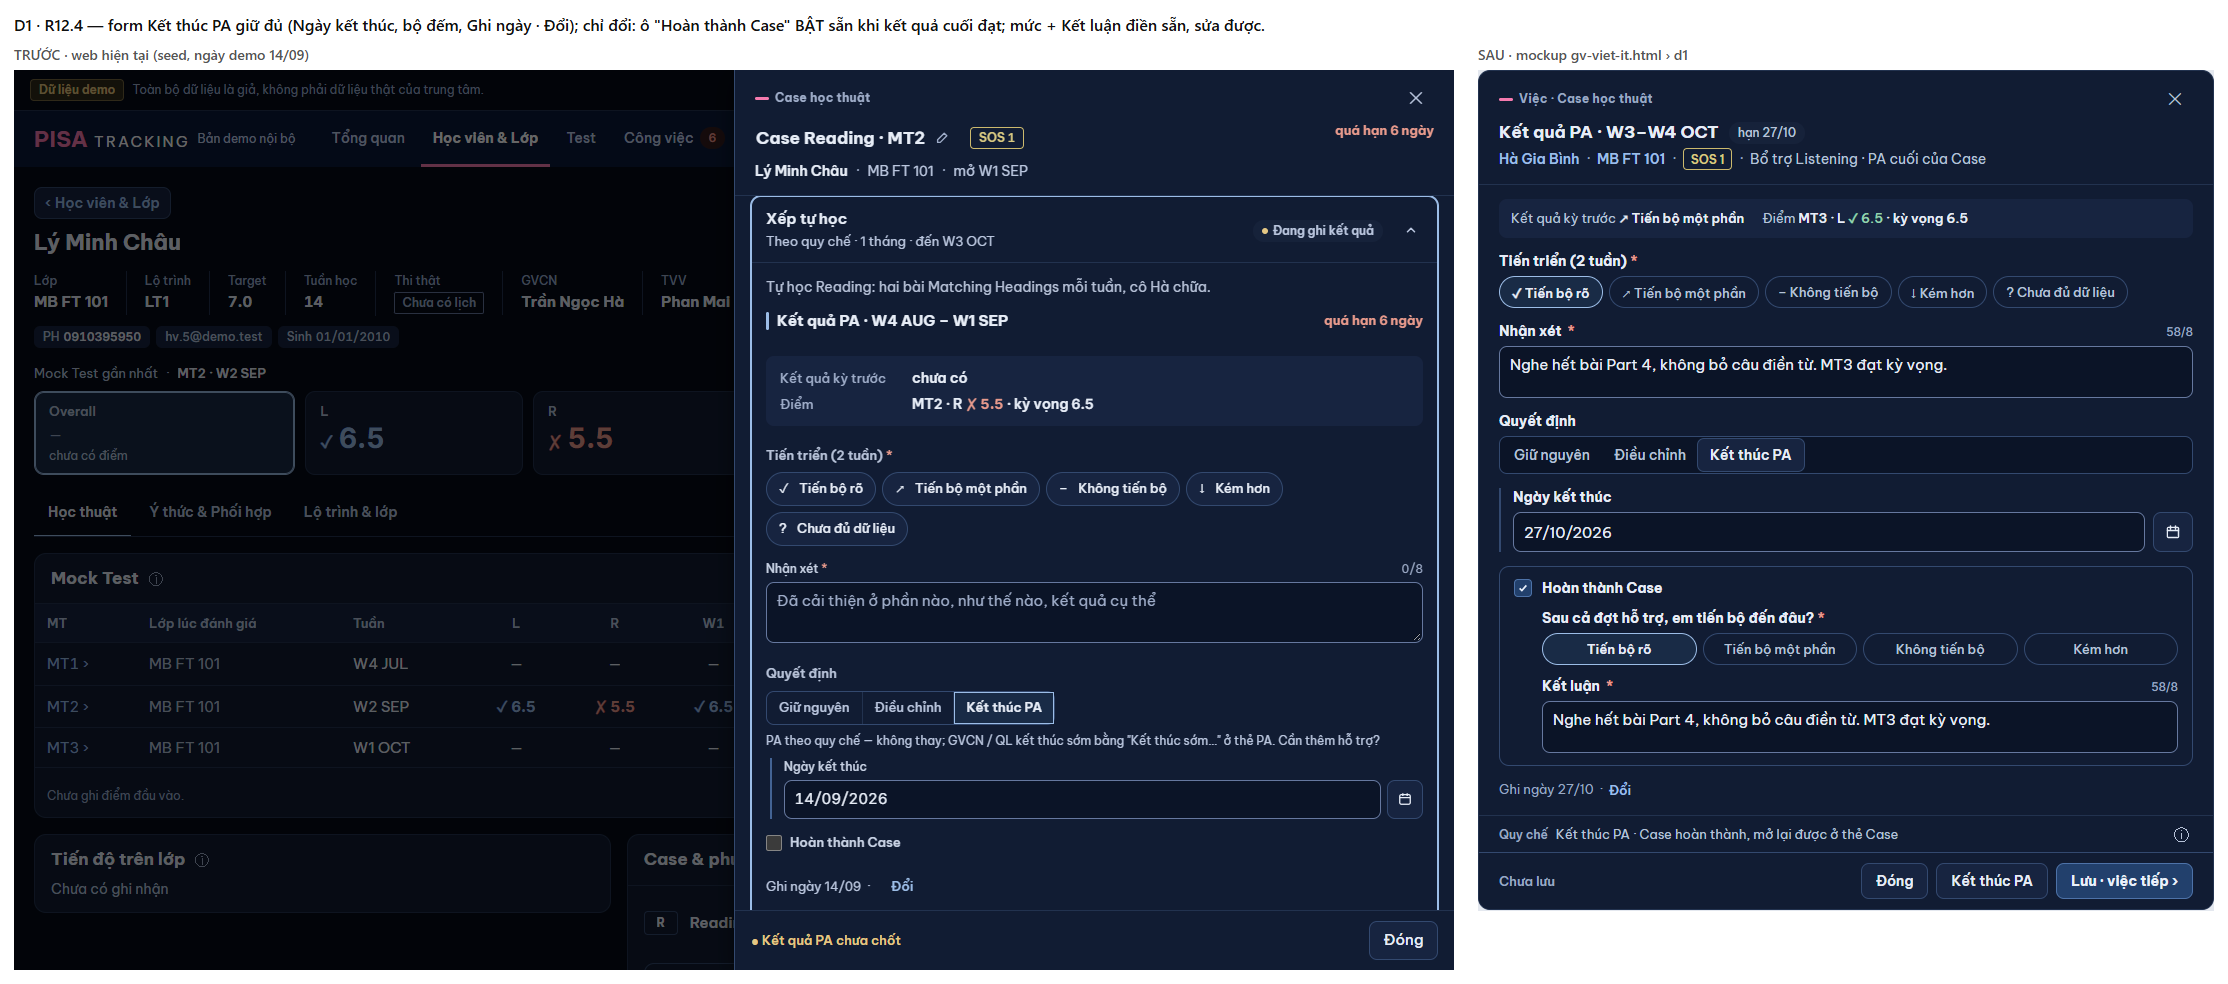 D1 · R12.4 — form Kết thúc PA giữ đủ (Ngày kết thúc, bộ đếm, Ghi ngày · Đổi); chỉ đổi: ô "Hoàn thành Case" BẬT sẵn khi kết quả cuối đạt; mức + Kết luận điền sẵn, sửa được.
TRƯỚC · web hiện tại (seed, ngày demo 14/09)
Dữ liệu demo Toàn bộ dữ liệu là giả, không phải dữ liệu thật của trung tâm.
PISA TRACKING Bản demo nội bộ Tổng quan Học viên & Lớp Test Công việc 6
‹ Học viên & Lớp
Lý Minh Châu
Lớp Lộ trình Target Tuần học Thi thật GVCN TVV
MB FT 101 LT1 7.0 14 Chưa có lịch Trần Ngọc Hà Phan Mai
PH 0910395950 hv.5@demo.test Sinh 01/01/2010
Mock Test gần nhất · MT2 · W2 SEP
Overall L R
— ✓ 6.5 ✗ 5.5
chưa có điểm
Học thuật Ý thức & Phối hợp Lộ trình & lớp
Mock Test ⓘ
MT Lớp lúc đánh giá Tuần L R W1
MT1 › MB FT 101 W4 JUL — — —
MT2 › MB FT 101 W2 SEP ✓ 6.5 ✗ 5.5 ✓ 6.5
MT3 › MB FT 101 W1 OCT — — —
Chưa ghi điểm đầu vào.
Tiến độ trên lớp ⓘ
Chưa có ghi nhận
Case & phu
R Readi
Case học thuật
Case Reading · MT2 SOS 1 quá hạn 6 ngày
Lý Minh Châu · MB FT 101 · mở W1 SEP
Xếp tự học
Theo quy chế · 1 tháng · đến W3 OCT
Đang ghi kết quả
Tự học Reading: hai bài Matching Headings mỗi tuần, cô Hà chữa.
Kết quả PA · W4 AUG – W1 SEP quá hạn 6 ngày
Kết quả kỳ trước chưa có
Điểm MT2 · R ✗ 5.5 · kỳ vọng 6.5
Tiến triển (2 tuần) *
✓ Tiến bộ rõ ↗ Tiến bộ một phần – Không tiến bộ ↓ Kém hơn
? Chưa đủ dữ liệu
Nhận xét * 0/8
Đã cải thiện ở phần nào, như thế nào, kết quả cụ thể
Quyết định
Giữ nguyên Điều chỉnh Kết thúc PA
PA theo quy chế — không thay; GVCN / QL kết thúc sớm bằng "Kết thúc sớm..." ở thẻ PA. Cần thêm hỗ trợ?
Ngày kết thúc
14/09/2026
Hoàn thành Case
Ghi ngày 14/09 · Đổi
Kết quả PA chưa chốt Đóng
SAU · mockup gv-viet-it.html › d1
Việc · Case học thuật
Kết quả PA · W3–W4 OCT hạn 27/10
Hà Gia Bình · MB FT 101 · SOS 1 · Bổ trợ Listening · PA cuối của Case
Kết quả kỳ trước ↗ Tiến bộ một phần Điểm MT3 · L ✓ 6.5 · kỳ vọng 6.5
Tiến triển (2 tuần) *
✓ Tiến bộ rõ ↗ Tiến bộ một phần – Không tiến bộ ↓ Kém hơn ? Chưa đủ dữ liệu
Nhận xét * 58/8
Nghe hết bài Part 4, không bỏ câu điền từ. MT3 đạt kỳ vọng.
Quyết định
Giữ nguyên Điều chỉnh Kết thúc PA
Ngày kết thúc
27/10/2026
Hoàn thành Case
Sau cả đợt hỗ trợ, em tiến bộ đến đâu? *
Tiến bộ rõ Tiến bộ một phần Không tiến bộ Kém hơn
Kết luận * 58/8
Nghe hết bài Part 4, không bỏ câu điền từ. MT3 đạt kỳ vọng.
Ghi ngày 27/10 · Đổi
Quy chế Kết thúc PA · Case hoàn thành, mở lại được ở thẻ Case ⓘ
Chưa lưu Đóng Kết thúc PA Lưu · việc tiếp ›